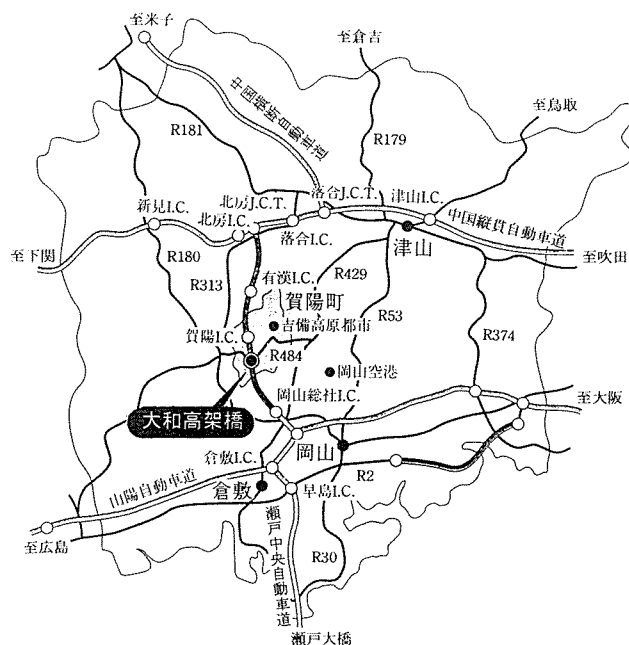 至米子
至倉吉
至鳥取
中国横断自動車道
R181
R179
北房J.C.T.
落合J.C.T.
津山I.C.
新見I.C.
北房I.C.
落合I.C.
中国縦貫自動車道
津山
至下関
至吹田
R180
R313
有漢I.C.
R429
賀陽町
R53
吉備高原都市
賀陽I.C.
R484
R374
岡山空港
岡山総社I.C.
至大阪
大和高架橋
岡山
倉敷I.C.
山陽自動車道
倉敷
R2
早島I.C.
至広島
瀬戸中央自動車道
R30
瀬戸大橋